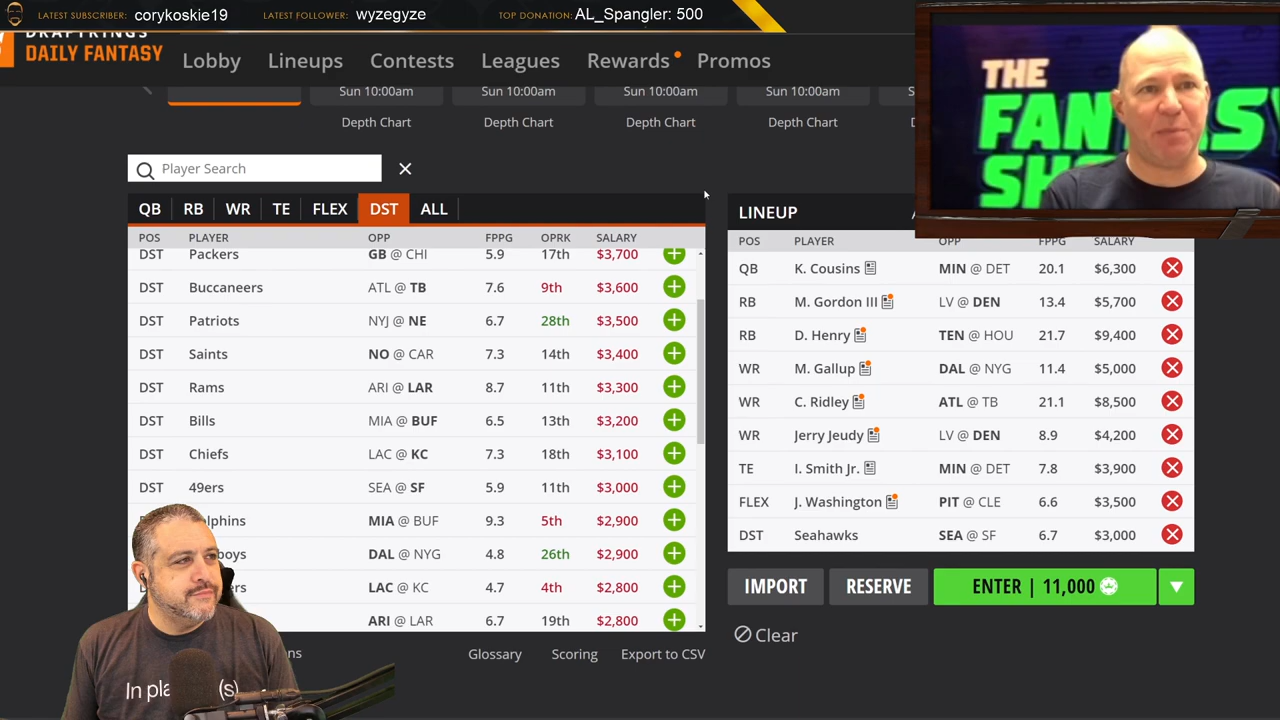 LATEST SUBSCRIBER: corykoskie19 LATEST FOLLOWER: wyzegyze TOP DONATION: AL_Spangler: 500
DRAFTKINGS
DAILY FANTASY
Lobby Lineups Contests Leagues Rewards Promos
Sun 10:00am Sun 10:00am Sun 10:00am Sun 10:00am
Depth Chart Depth Chart Depth Chart Depth Chart
THE
FANTASY
SH
Player Search
QB RB WR TE FLEX DST ALL
POS PLAYER OPP FPPG OPRK SALARY
DST Packers GB @ CHI 5.9 17th $3,700
DST Buccaneers ATL @ TB 7.6 9th $3,600
DST Patriots NYJ @ NE 6.7 28th $3,500
DST Saints NO @ CAR 7.3 14th $3,400
DST Rams ARI @ LAR 8.7 11th $3,300
DST Bills MIA @ BUF 6.5 13th $3,200
DST Chiefs LAC @ KC 7.3 18th $3,100
DST 49ers SEA @ SF 5.9 11th $3,000
olphins MIA @ BUF 9.3 5th $2,900
boys DAL @ NYG 4.8 26th $2,900
ers LAC @ KC 4.7 4th $2,800
ARI @ LAR 6.7 19th $2,800
ns Glossary Scoring Export to CSV
In pla (s)
LINEUP
POS PLAYER OPP FPPG SALARY
QB K. Cousins MIN @ DET 20.1 $6,300
RB M. Gordon III LV @ DEN 13.4 $5,700
RB D. Henry TEN @ HOU 21.7 $9,400
WR M. Gallup DAL @ NYG 11.4 $5,000
WR C. Ridley ATL @ TB 21.1 $8,500
WR Jerry Jeudy LV @ DEN 8.9 $4,200
TE I. Smith Jr. MIN @ DET 7.8 $3,900
FLEX J. Washington PIT @ CLE 6.6 $3,500
DST Seahawks SEA @ SF 6.7 $3,000
IMPORT RESERVE ENTER | 11,000
Clear